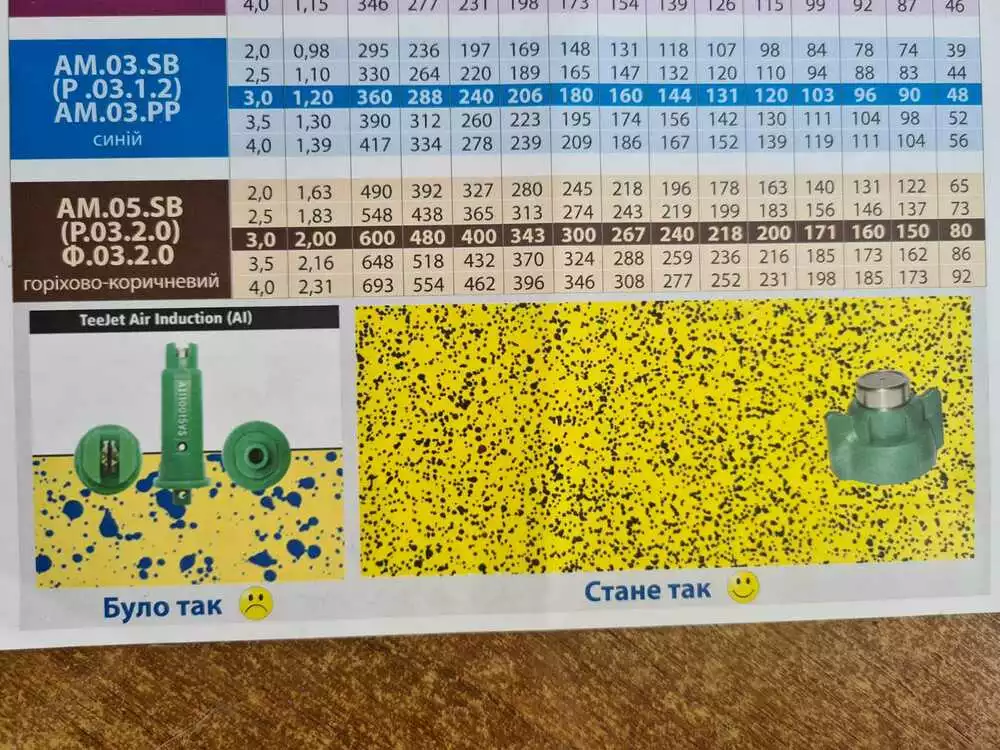 4,0 1,15 346 277 231 198 173 154 139 126 115 99 92 87 46
АМ.03.SB
(Р .03.1.2)
АМ.03.РР
синій
2,0 0,98 295 236 197 169 148 131 118 107 98 84 78 74 39
2,5 1,10 330 264 220 189 165 147 132 120 110 94 88 83 44
3,0 1,20 360 288 240 206 180 160 144 131 120 103 96 90 48
3,5 1,30 390 312 260 223 195 174 156 142 130 111 104 98 52
4,0 1,39 417 334 278 239 209 186 167 152 139 119 111 104 56
АМ.05.SB
(Р.03.2.0)
Ф.03.2.0
горіхово-коричневий
2,0 1,63 490 392 327 280 245 218 196 178 163 140 131 122 65
2,5 1,83 548 438 365 313 274 243 219 199 183 156 146 137 73
3,0 2,00 600 480 400 343 300 267 240 218 200 171 160 150 80
3,5 2,16 648 518 432 370 324 288 259 236 216 185 173 162 86
4,0 2,31 693 554 462 396 346 308 277 252 231 198 185 173 92
TeeJet Air Induction (AI)
AI110015VS
Було так
Стане так